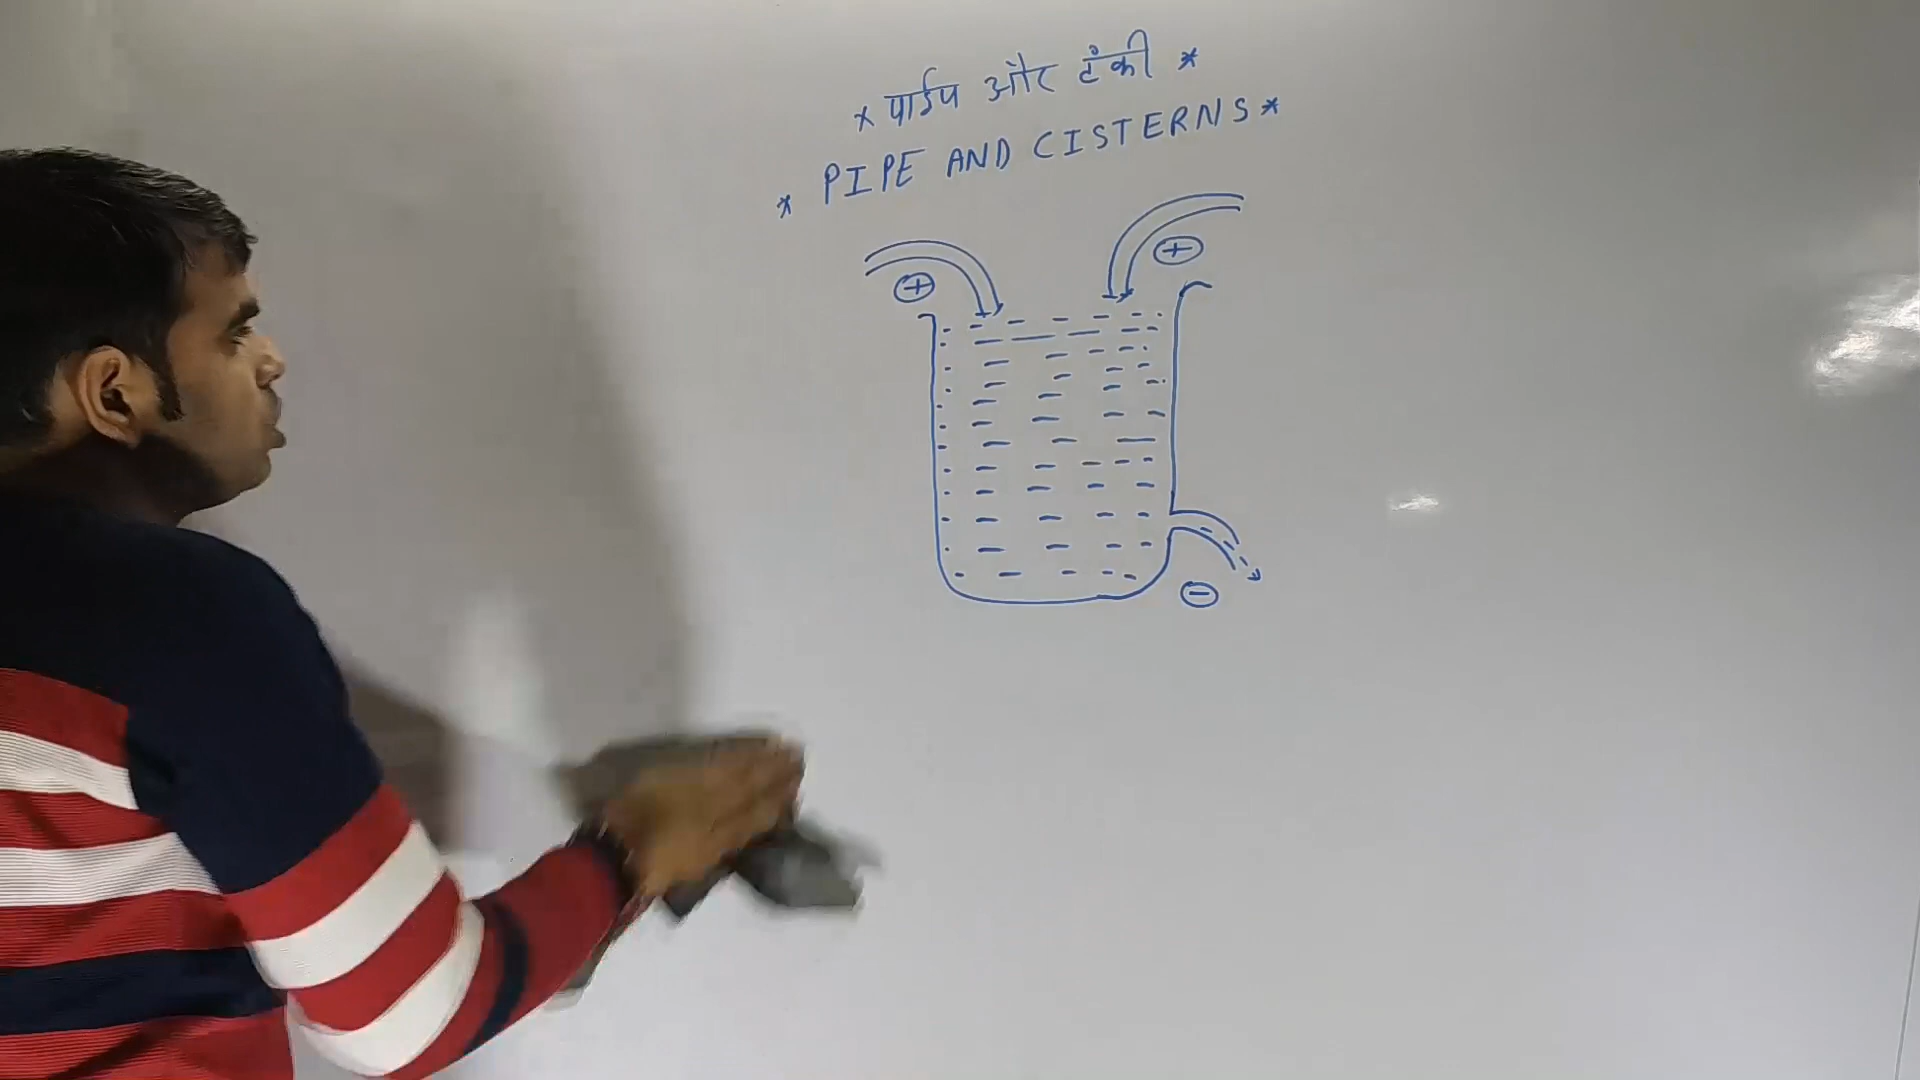 * पाईप और टंकी *
* PIPE AND CISTERNS *
+
+
-